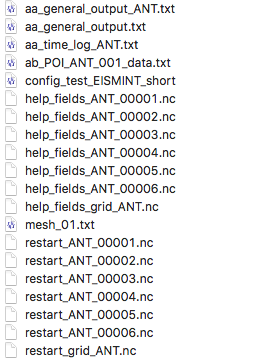 aa_general_output_ANT.txt
aa_general_output.txt
aa_time_log_ANT.txt
ab_POI_ANT_001_data.txt
config_test_EISMINT_short
help_fields_ANT_00001.nc
help_fields_ANT_00002.nc
help_fields_ANT_00003.nc
help_fields_ANT_00004.nc
help_fields_ANT_00005.nc
help_fields_ANT_00006.nc
help_fields_grid_ANT.nc
mesh_01.txt
restart_ANT_00001.nc
restart_ANT_00002.nc
restart_ANT_00003.nc
restart_ANT_00004.nc
restart_ANT_00005.nc
restart_ANT_00006.nc
restart_grid_ANT.nc